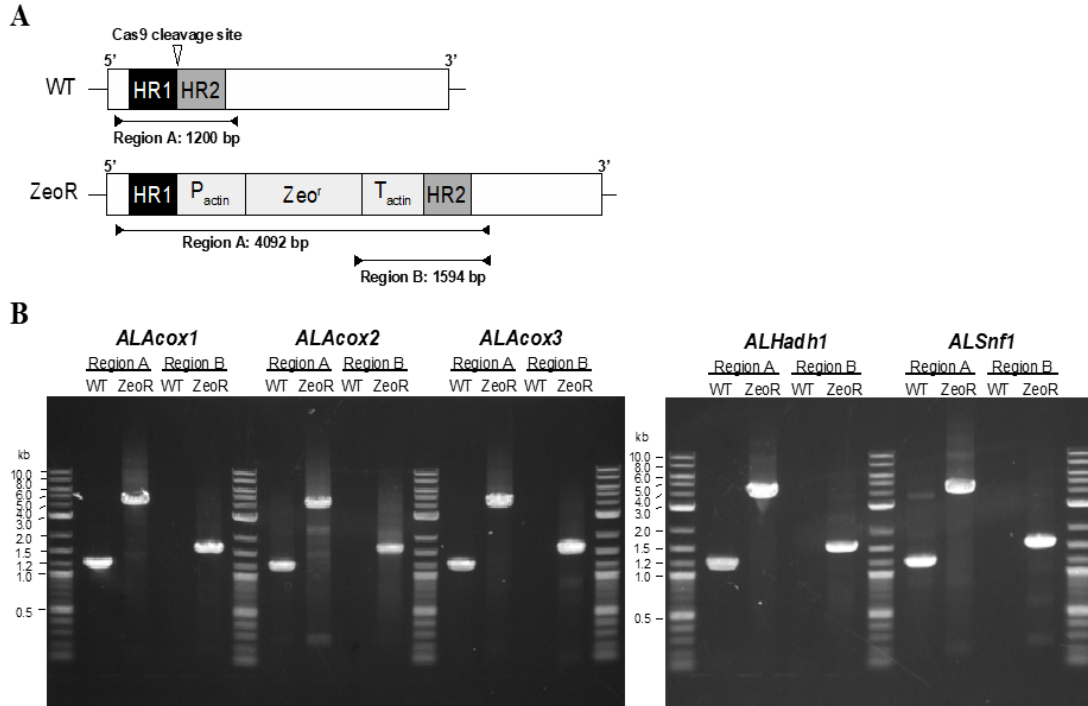 A
Cas9 cleavage site
5’ 3’
WT HR1 HR2
Region A: 1200 bp
5’ 3’
ZeoR HR1 Pactin Zeoʳ Tactin HR2
Region A: 4092 bp
Region B: 1594 bp
B
ALAcox1 ALAcox2 ALAcox3 ALHadh1 ALSnf1
Region A Region B Region A Region B Region A Region B Region A Region B Region A Region B
WT ZeoR WT ZeoR WT ZeoR WT ZeoR WT ZeoR WT ZeoR WT ZeoR WT ZeoR WT ZeoR WT ZeoR
kb kb
10.0 10.0
8.0 8.0
6.0 6.0
5.0 5.0
4.0 4.0
3.0 3.0
2.0 2.0
1.5 1.5
1.2 1.2
1.0 1.0
0.5 0.5